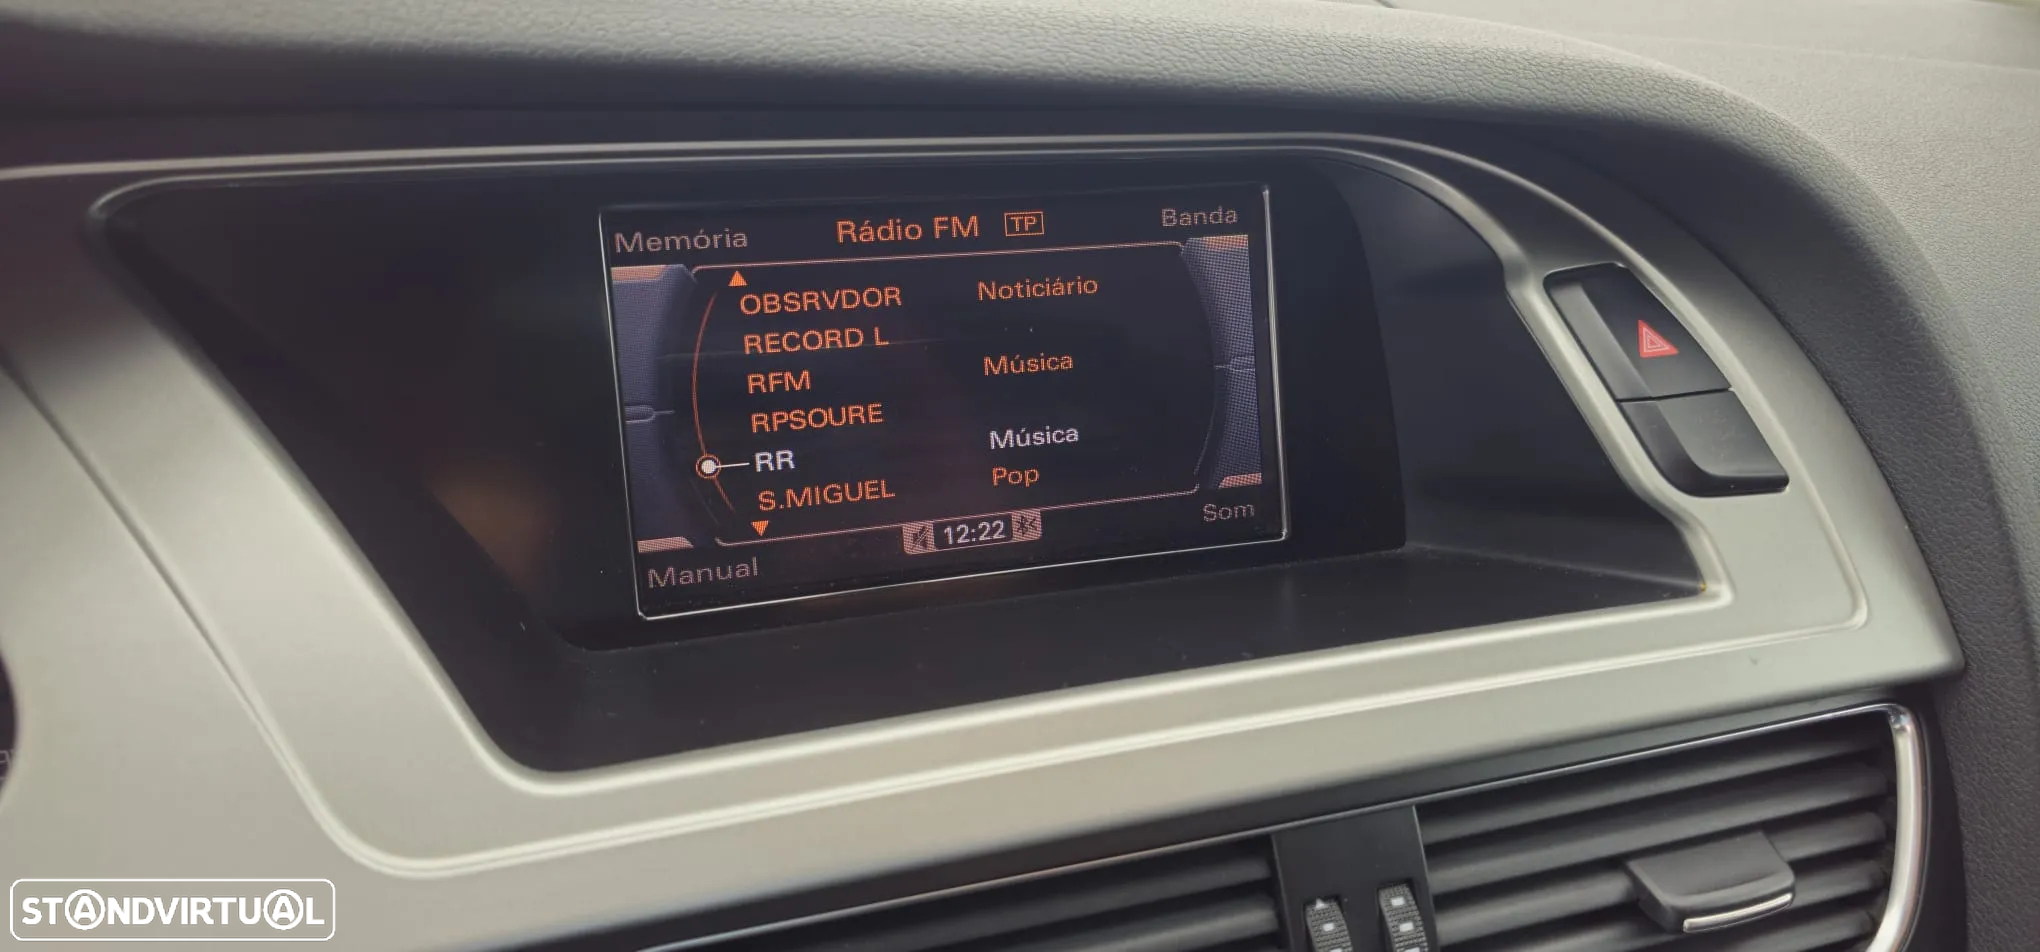 Memória Rádio FM TP Banda
OBSRVDOR Noticiário
RECORD L
RFM Música
RPSOURE
RR Música
S.MIGUEL Pop
12:22
Manual Som
STANDVIRTUAL